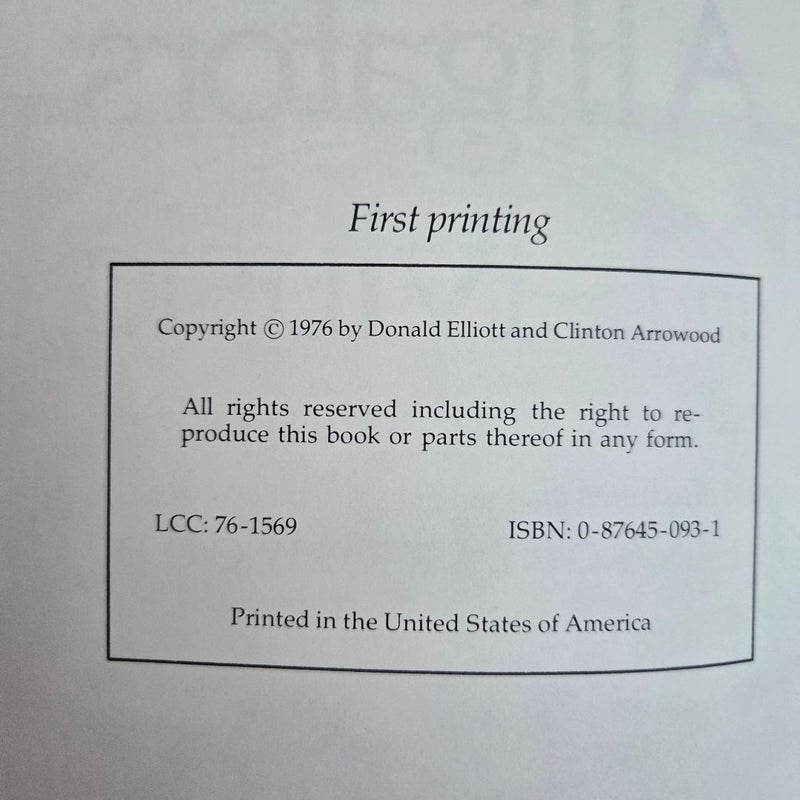 Alligators
First printing
Copyright © 1976 by Donald Elliott and Clinton Arrowood
All rights reserved including the right to re-
produce this book or parts thereof in any form.
LCC: 76-1569
ISBN: 0-87645-093-1
Printed in the United States of America